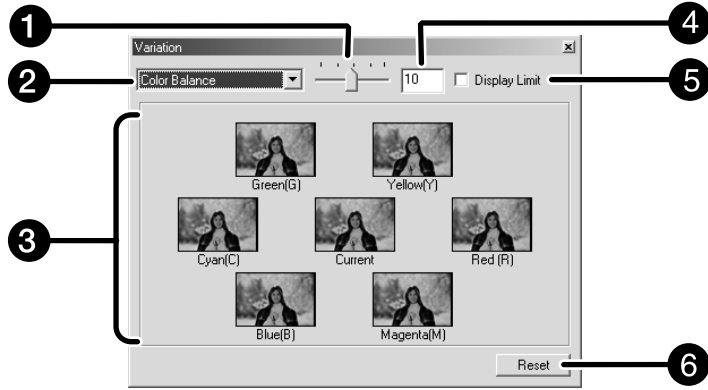 1
4
Variation
2
Color Balance
10
Display Limit
5
Green(G)
Yellow(Y)
3
Cyan(C)
Current
Red (R)
Blue(B)
Magenta(M)
Reset
6